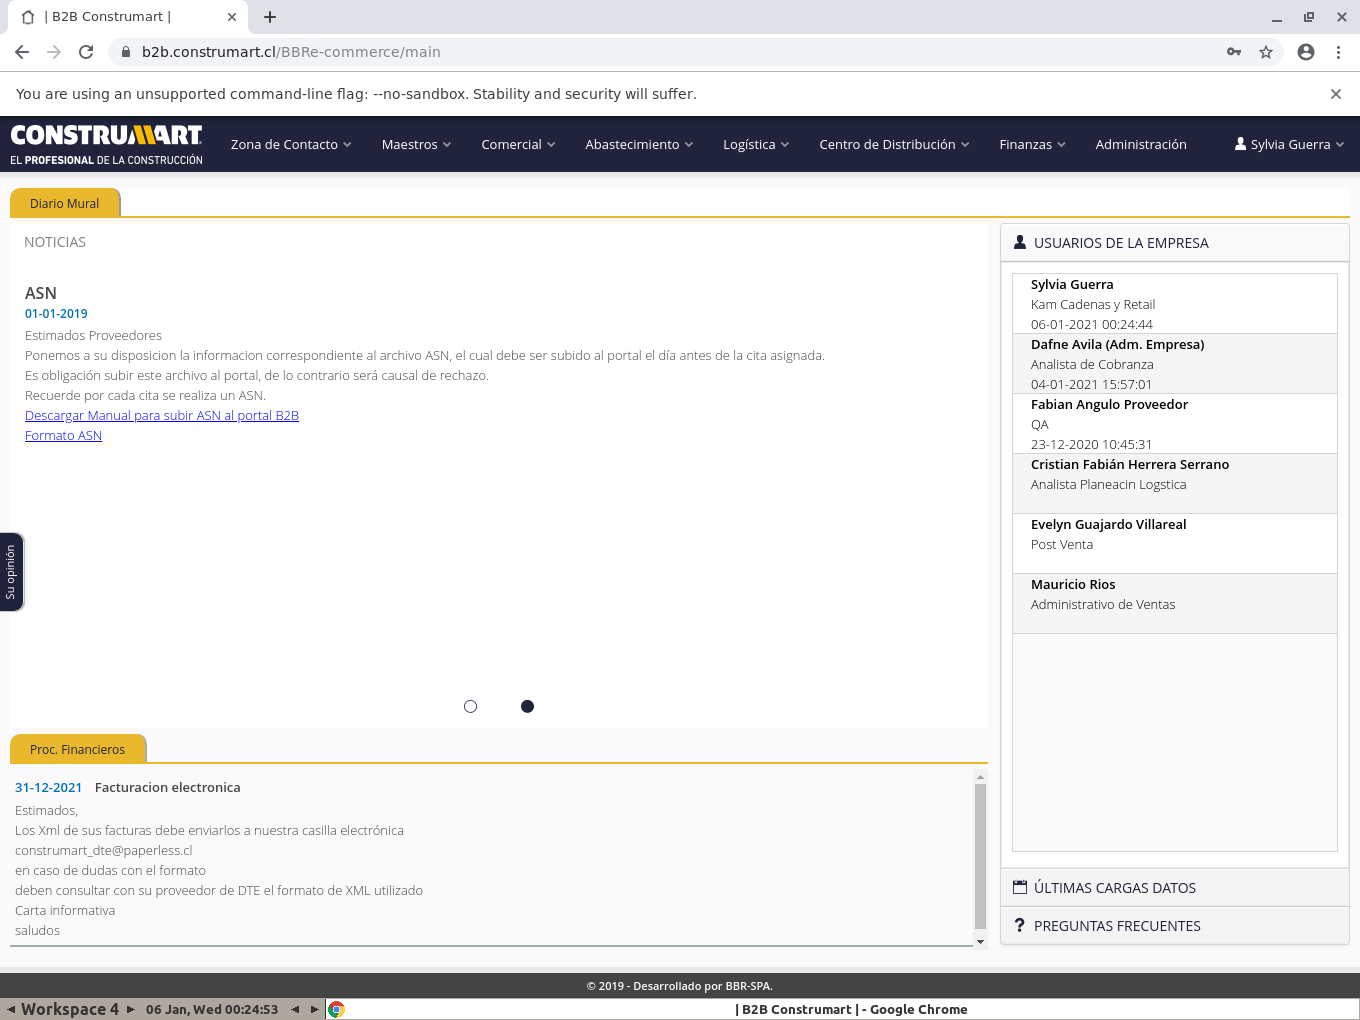 | B2B Construmart |
b2b.construmart.cl/BBRe-commerce/main
You are using an unsupported command-line flag: --no-sandbox. Stability and security will suffer.
CONSTRUMART
EL PROFESIONAL DE LA CONSTRUCCIÓN
Zona de Contacto
Maestros
Comercial
Abastecimiento
Logística
Centro de Distribución
Finanzas
Administración
Sylvia Guerra
Diario Mural
NOTICIAS
ASN
01-01-2019
Estimados Proveedores
Ponemos a su disposicion la informacion correspondiente al archivo ASN, el cual debe ser subido al portal el día antes de la cita asignada.
Es obligación subir este archivo al portal, de lo contrario será causal de rechazo.
Recuerde por cada cita se realiza un ASN.
Descargar Manual para subir ASN al portal B2B
Formato ASN
Su opinión
Proc. Financieros
31-12-2021 Facturacion electronica
Estimados,
Los Xml de sus facturas debe enviarlos a nuestra casilla electrónica
construmart_dte@paperless.cl
en caso de dudas con el formato
deben consultar con su proveedor de DTE el formato de XML utilizado
Carta informativa
saludos
USUARIOS DE LA EMPRESA
Sylvia Guerra
Kam Cadenas y Retail
06-01-2021 00:24:44
Dafne Avila (Adm. Empresa)
Analista de Cobranza
04-01-2021 15:57:01
Fabian Angulo Proveedor
QA
23-12-2020 10:45:31
Cristian Fabián Herrera Serrano
Analista Planeacin Logstica
Evelyn Guajardo Villareal
Post Venta
Mauricio Rios
Administrativo de Ventas
ÚLTIMAS CARGAS DATOS
PREGUNTAS FRECUENTES
© 2019 - Desarrollado por BBR-SPA.
Workspace 4
06 Jan, Wed 00:24:53
| B2B Construmart | - Google Chrome